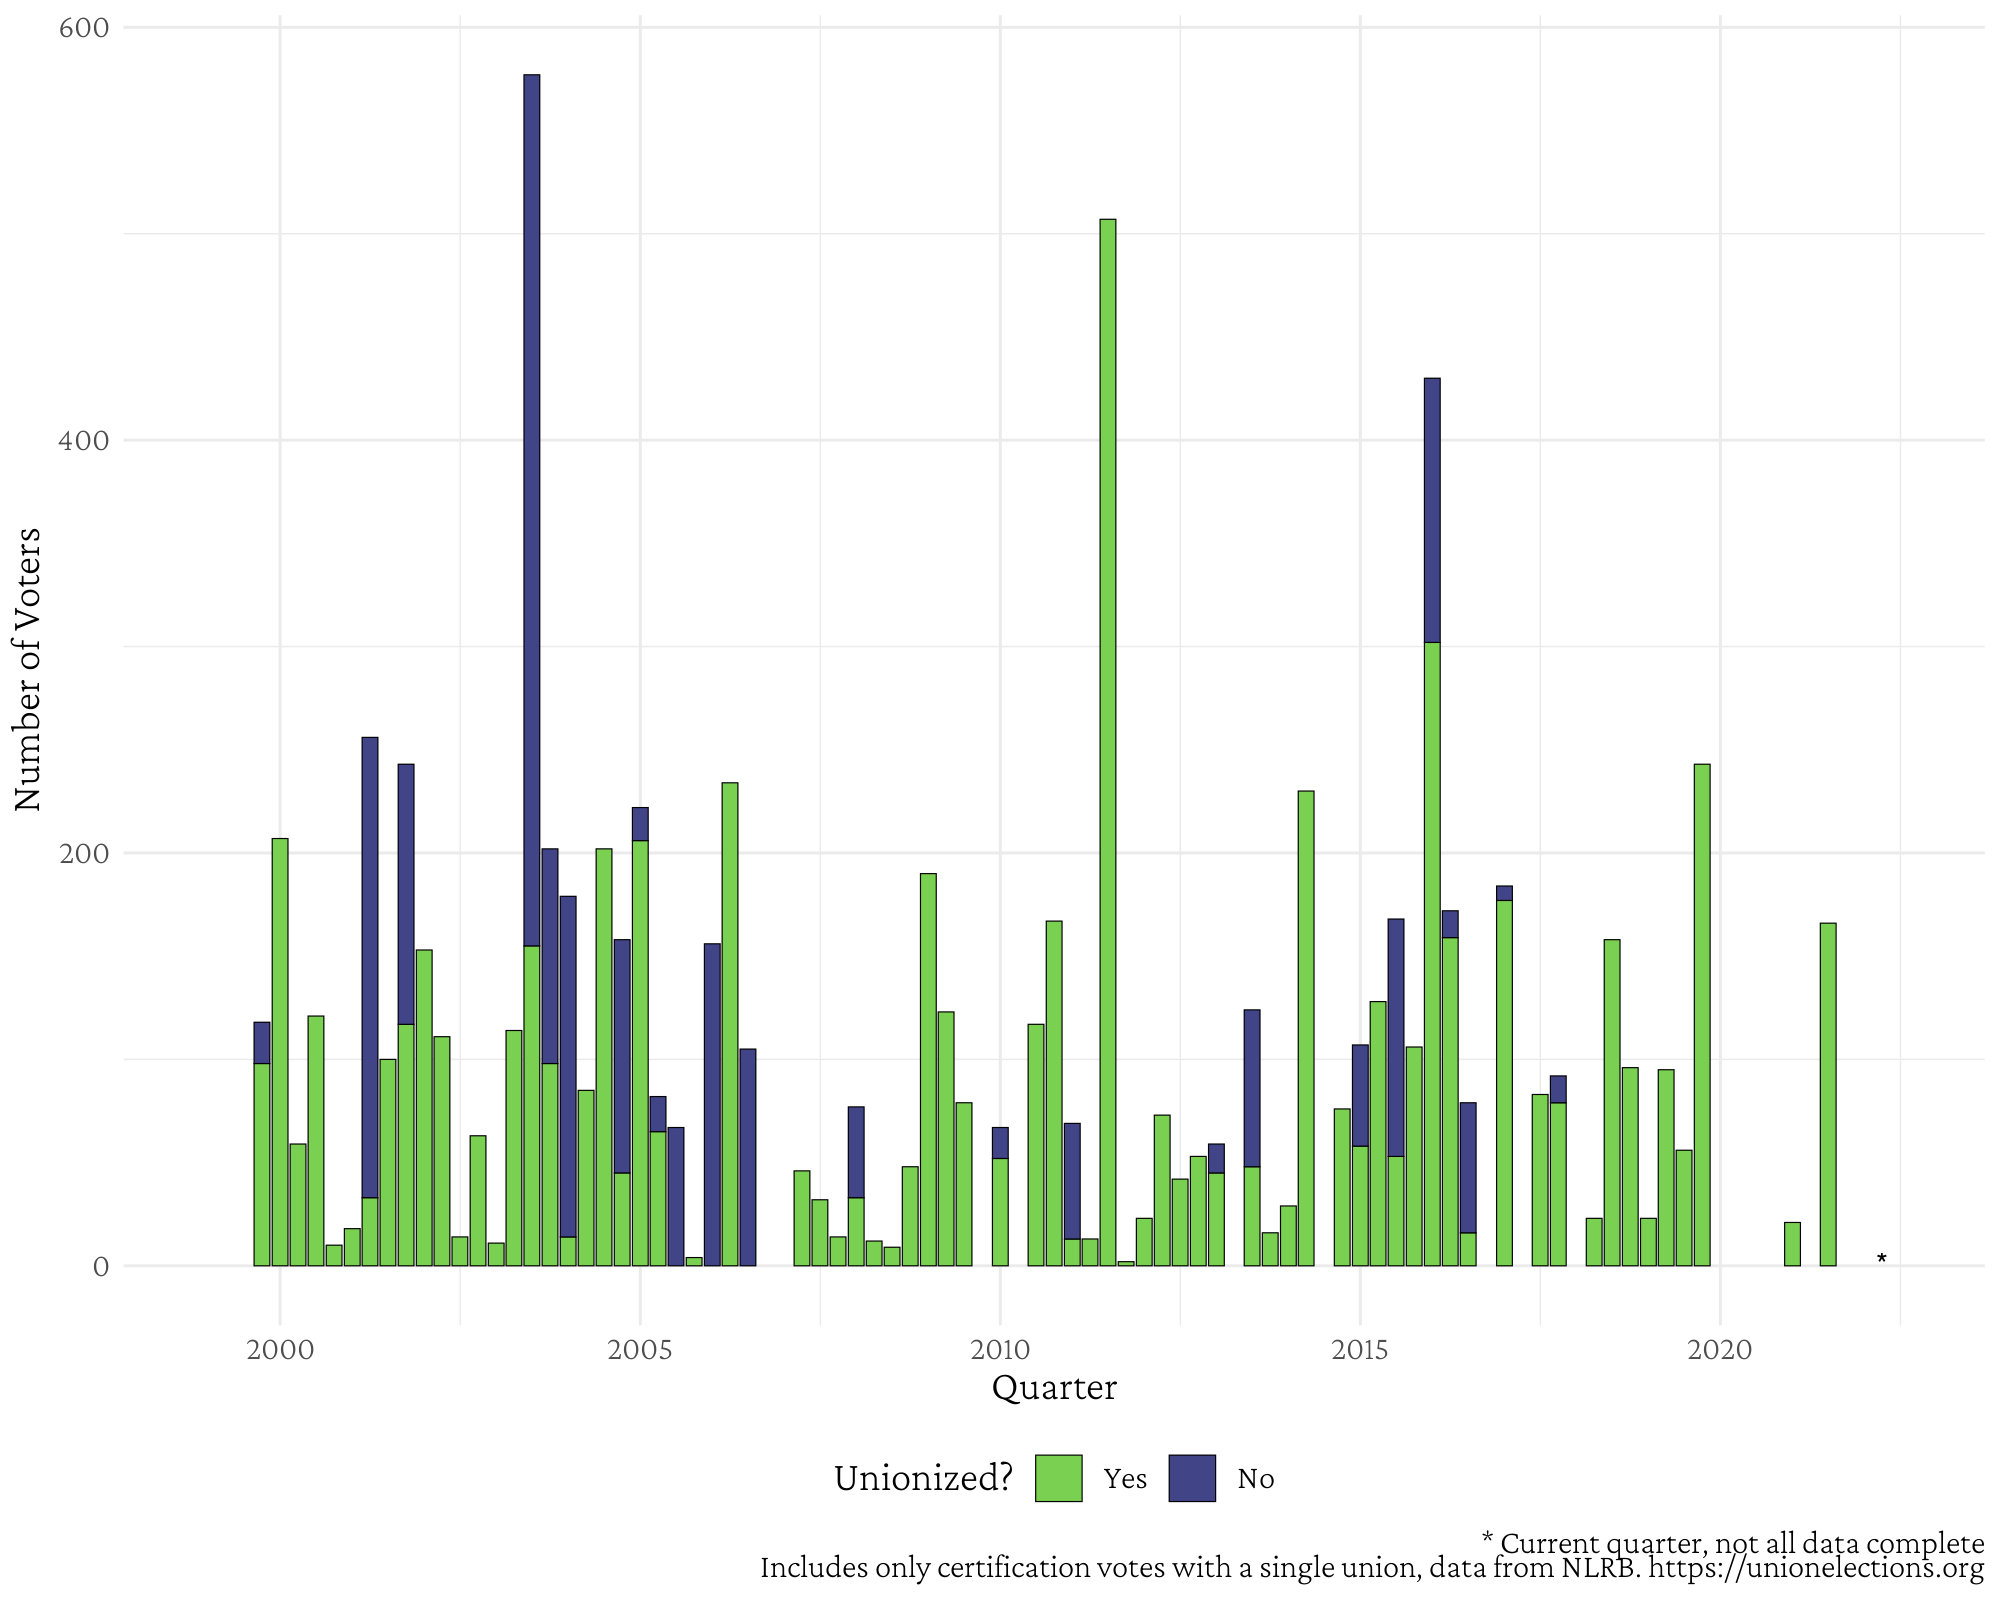 600
400
200
0
Number of Voters
*
2000 2005 2010 2015 2020
Quarter
Unionized? Yes No
* Current quarter, not all data complete
Includes only certification votes with a single union, data from NLRB. https://unionelections.org